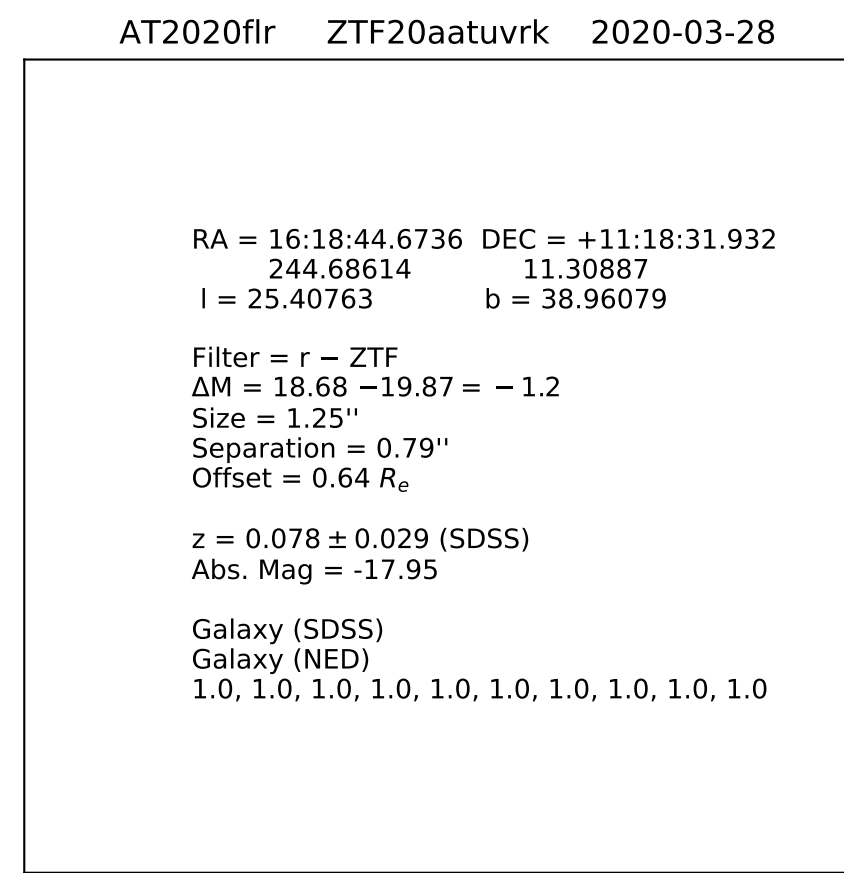 AT2020flr ZTF20aatuvrk 2020-03-28
RA = 16:18:44.6736 DEC = +11:18:31.932
244.68614 11.30887
l = 25.40763 b = 38.96079
Filter = r − ZTF
ΔM = 18.68 −19.87 = − 1.2
Size = 1.25''
Separation = 0.79''
Offset = 0.64 Rₑ
z = 0.078 ± 0.029 (SDSS)
Abs. Mag = -17.95
Galaxy (SDSS)
Galaxy (NED)
1.0, 1.0, 1.0, 1.0, 1.0, 1.0, 1.0, 1.0, 1.0, 1.0